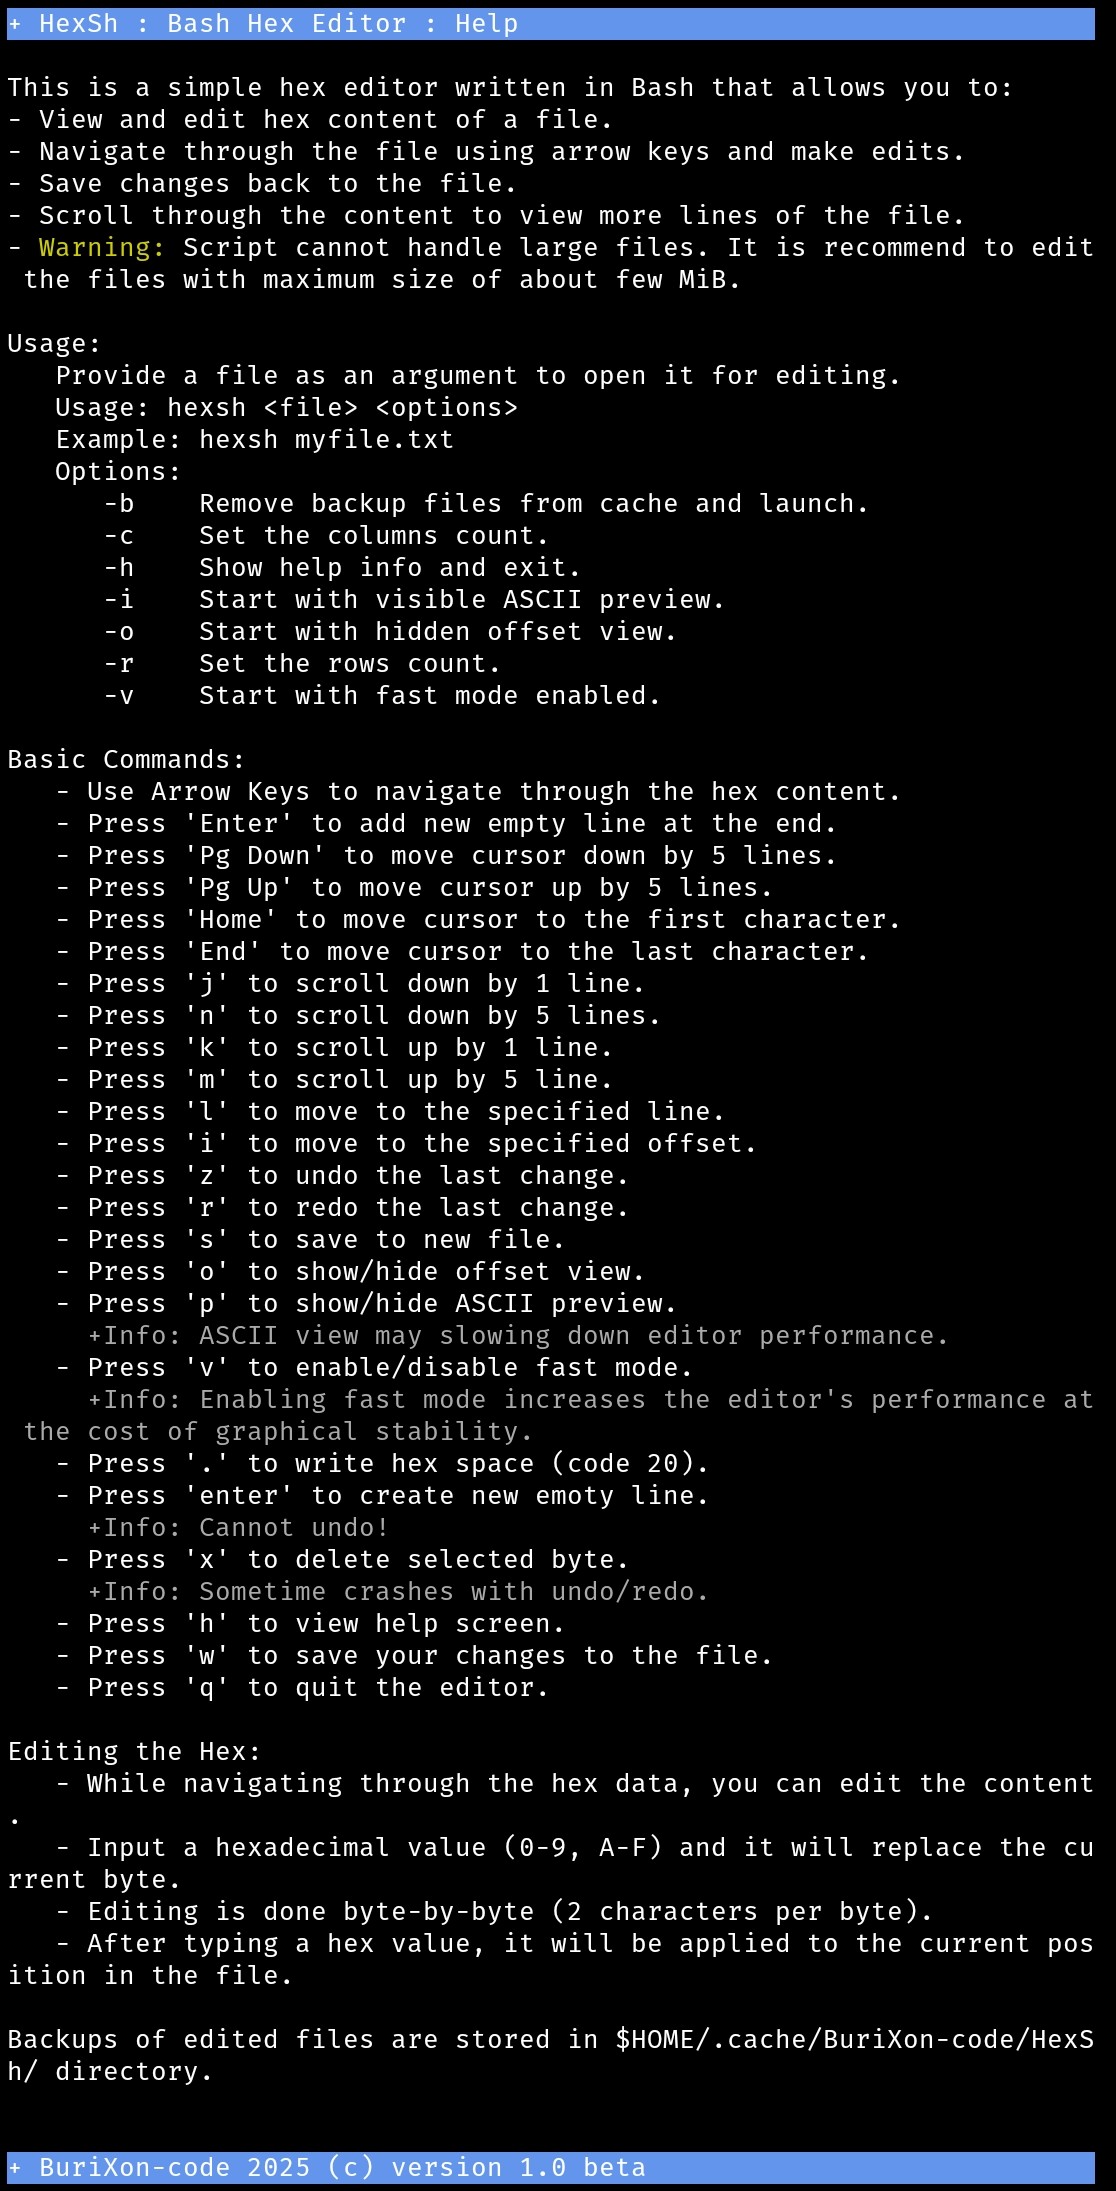 + HexSh : Bash Hex Editor : Help
This is a simple hex editor written in Bash that allows you to:
- View and edit hex content of a file.
- Navigate through the file using arrow keys and make edits.
- Save changes back to the file.
- Scroll through the content to view more lines of the file.
- Warning: Script cannot handle large files. It is recommend to edit
the files with maximum size of about few MiB.
Usage:
Provide a file as an argument to open it for editing.
Usage: hexsh <file> <options>
Example: hexsh myfile.txt
Options:
-b    Remove backup files from cache and launch.
-c    Set the columns count.
-h    Show help info and exit.
-i    Start with visible ASCII preview.
-o    Start with hidden offset view.
-r    Set the rows count.
-v    Start with fast mode enabled.
Basic Commands:
- Use Arrow Keys to navigate through the hex content.
- Press 'Enter' to add new empty line at the end.
- Press 'Pg Down' to move cursor down by 5 lines.
- Press 'Pg Up' to move cursor up by 5 lines.
- Press 'Home' to move cursor to the first character.
- Press 'End' to move cursor to the last character.
- Press 'j' to scroll down by 1 line.
- Press 'n' to scroll down by 5 lines.
- Press 'k' to scroll up by 1 line.
- Press 'm' to scroll up by 5 line.
- Press 'l' to move to the specified line.
- Press 'i' to move to the specified offset.
- Press 'z' to undo the last change.
- Press 'r' to redo the last change.
- Press 's' to save to new file.
- Press 'o' to show/hide offset view.
- Press 'p' to show/hide ASCII preview.
+Info: ASCII view may slowing down editor performance.
- Press 'v' to enable/disable fast mode.
+Info: Enabling fast mode increases the editor's performance at
the cost of graphical stability.
- Press '.' to write hex space (code 20).
- Press 'enter' to create new emoty line.
+Info: Cannot undo!
- Press 'x' to delete selected byte.
+Info: Sometime crashes with undo/redo.
- Press 'h' to view help screen.
- Press 'w' to save your changes to the file.
- Press 'q' to quit the editor.
Editing the Hex:
- While navigating through the hex data, you can edit the content
.
- Input a hexadecimal value (0-9, A-F) and it will replace the cu
rrent byte.
- Editing is done byte-by-byte (2 characters per byte).
- After typing a hex value, it will be applied to the current pos
ition in the file.
Backups of edited files are stored in $HOME/.cache/BuriXon-code/HexS
h/ directory.
+ BuriXon-code 2025 (c) version 1.0 beta